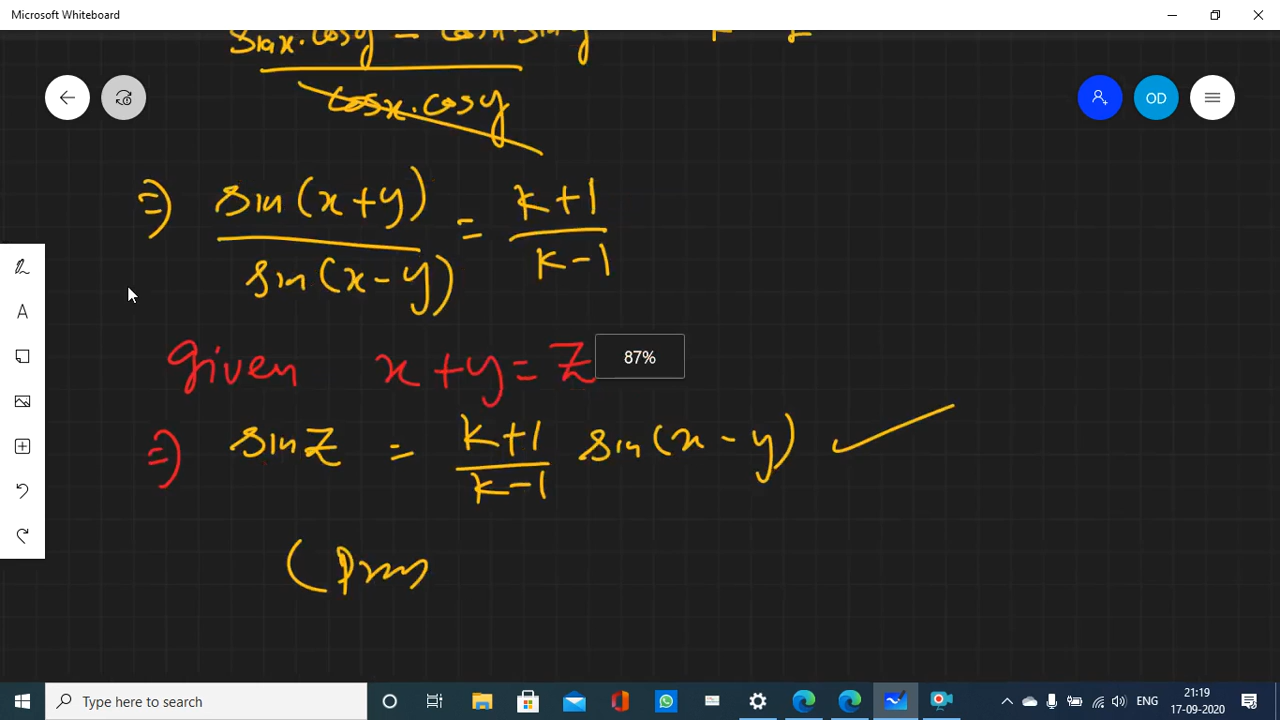 Microsoft Whiteboard
sinx.cosy - cosx.siny
cosx.cosy
OD
⇒ sin(x+y) / sin(x-y) = k+1 / k-1
A
given x+y=Z
87%
⇒ sinZ = k+1 / k-1 sin(x-y) ✓
(
Type here to search
ENG
21:19
17-09-2020